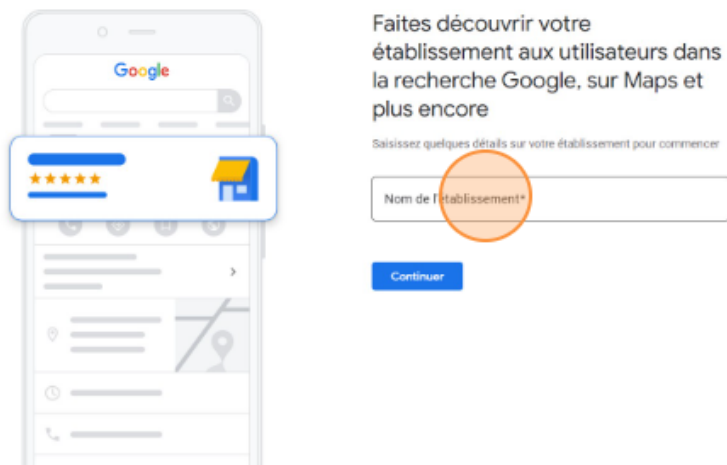 Google
Faites découvrir votre
établissement aux utilisateurs dans
la recherche Google, sur Maps et
plus encore
Saisissez quelques détails sur votre établissement pour commencer
Nom de l'établissement*
Continuer